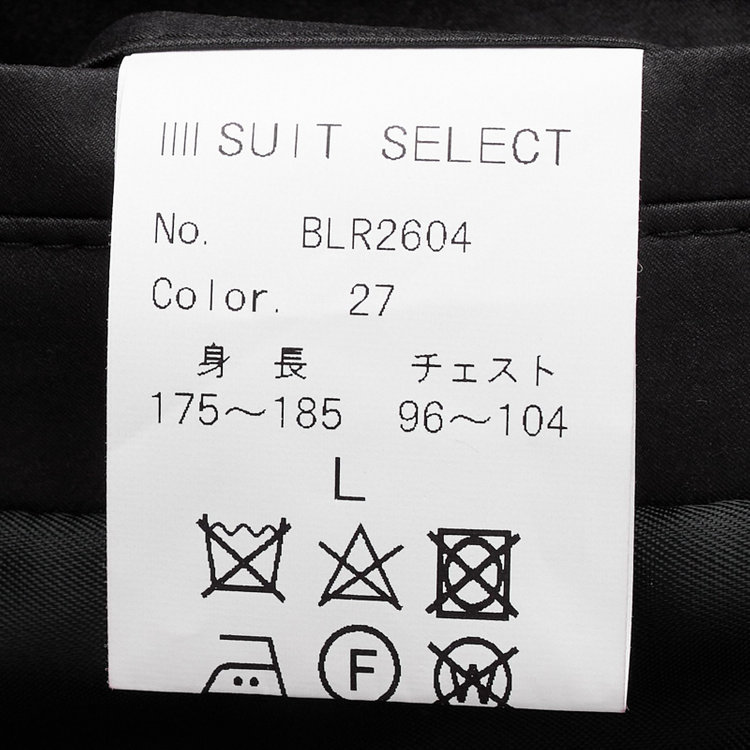 SUIT SELECT
No. BLR2604
Color. 27
身長 チェスト
175～185 96～104
L
F
W